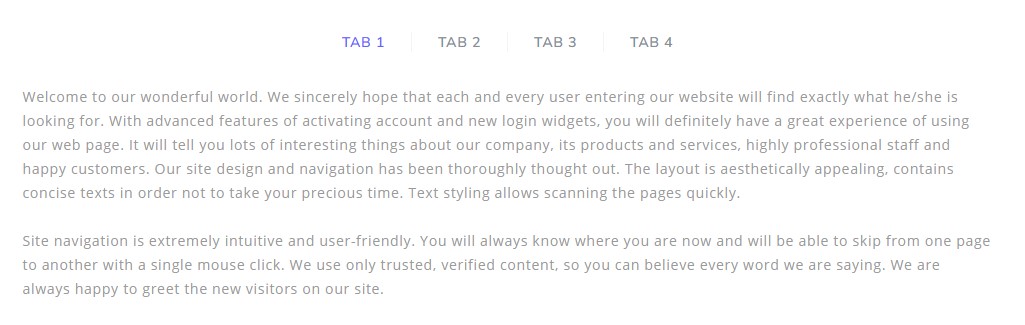 TAB 1 TAB 2 TAB 3 TAB 4
Welcome to our wonderful world. We sincerely hope that each and every user entering our website will find exactly what he/she is
looking for. With advanced features of activating account and new login widgets, you will definitely have a great experience of using
our web page. It will tell you lots of interesting things about our company, its products and services, highly professional staff and
happy customers. Our site design and navigation has been thoroughly thought out. The layout is aesthetically appealing, contains
concise texts in order not to take your precious time. Text styling allows scanning the pages quickly.
Site navigation is extremely intuitive and user-friendly. You will always know where you are now and will be able to skip from one page
to another with a single mouse click. We use only trusted, verified content, so you can believe every word we are saying. We are
always happy to greet the new visitors on our site.